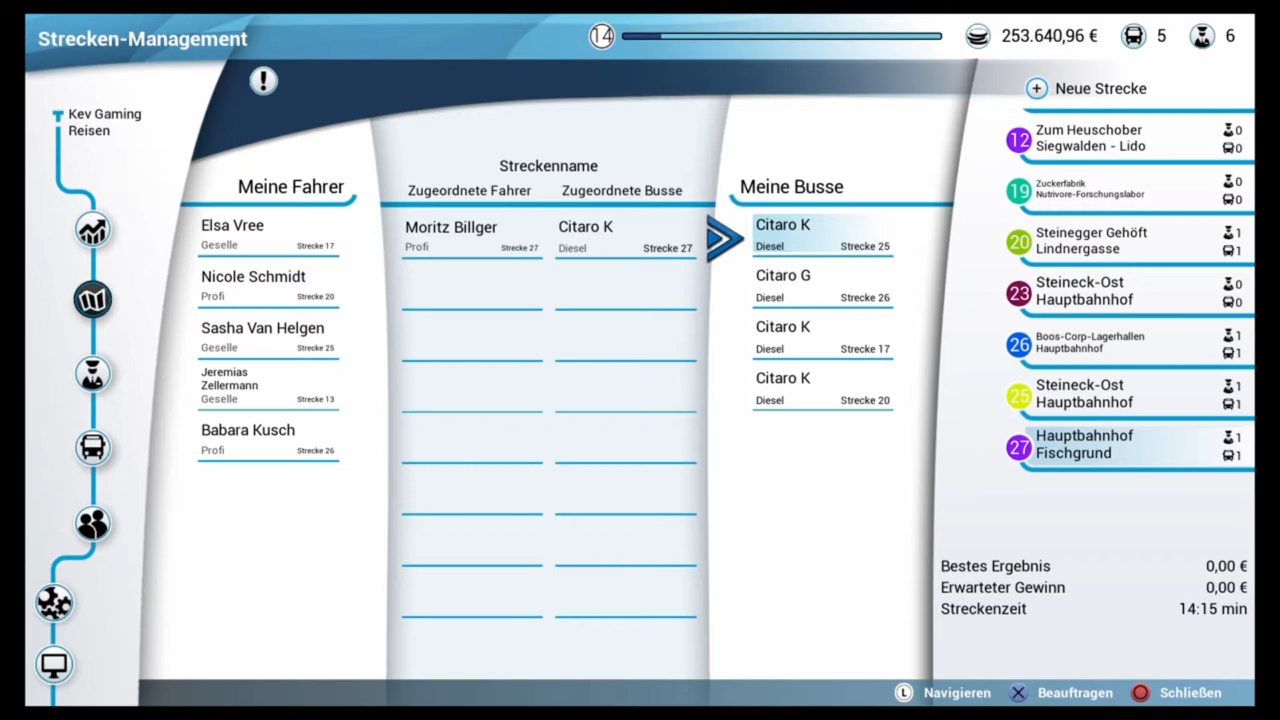 Strecken-Management
14
253.640,96 €
5
6
Kev Gaming
Reisen
Meine Fahrer
Elsa Vree
Geselle Strecke 17
Nicole Schmidt
Profi Strecke 20
Sasha Van Helgen
Geselle Strecke 25
Jeremias
Zellermann
Geselle Strecke 13
Babara Kusch
Profi Strecke 26
Streckenname
Zugeordnete Fahrer Zugeordnete Busse
Moritz Billger Citaro K
Profi Strecke 27 Diesel Strecke 27
Meine Busse
Citaro K
Diesel Strecke 25
Citaro G
Diesel Strecke 26
Citaro K
Diesel Strecke 17
Citaro K
Diesel Strecke 20
+ Neue Strecke
12 Zum Heuschober 0
Siegwalden - Lido 0
19 Zuckerfabrik 0
Nutrivore-Forschungslabor 0
20 Steinegger Gehöft 1
Lindnergasse 1
23 Steineck-Ost 0
Hauptbahnhof 0
26 Boos-Corp-Lagerhallen 1
Hauptbahnhof 1
25 Steineck-Ost 1
Hauptbahnhof 1
27 Hauptbahnhof 1
Fischgrund 1
Bestes Ergebnis 0,00 €
Erwarteter Gewinn 0,00 €
Streckenzeit 14:15 min
L Navigieren Beauftragen Schließen